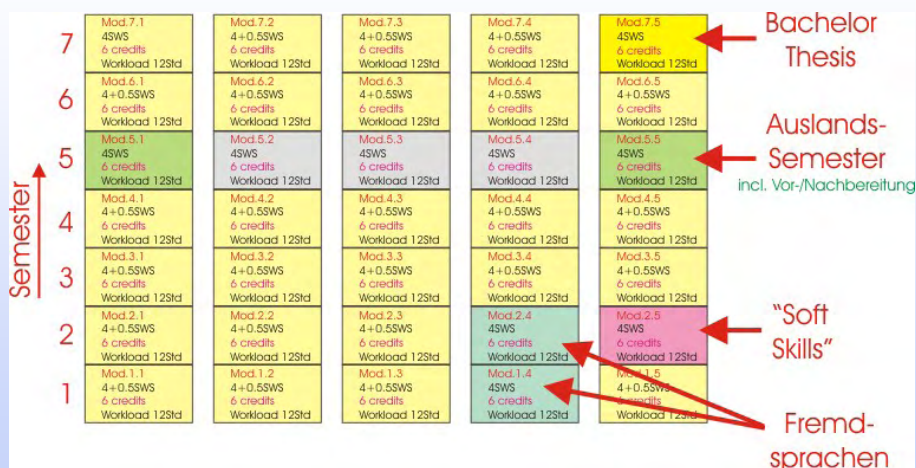 7
Mod.7.1
4SWS
6 credits
Workload 12Std
Mod.7.2
4+0.5SWS
6 credits
Workload 12Std
Mod.7.3
4+0.5SWS
6 credits
Workload 12Std
Mod.7.4
4+0.5SWS
6 credits
Workload 12Std
Mod.7.5
4SWS
6 credits
Workload 12Std
Bachelor
Thesis
6
Mod.6.1
4+0.5SWS
6 credits
Workload 12Std
Mod.6.2
4+0.5SWS
6 credits
Workload 12Std
Mod.6.3
4+0.5SWS
6 credits
Workload 12Std
Mod.6.4
4+0.5SWS
6 credits
Workload 12Std
Mod.6.5
4+0.5SWS
6 credits
Workload 12Std
5
Mod.5.1
4SWS
6 credits
Workload 12Std
Mod.5.2
4SWS
6 credits
Workload 12Std
Mod.5.3
4SWS
6 credits
Workload 12Std
Mod.5.4
4SWS
6 credits
Workload 12Std
Mod.5.5
4SWS
6 credits
Workload 12Std
Auslands-
Semester
incl. Vor-/Nachbereitung
Semester
4
Mod.4.1
4+0.5SWS
6 credits
Workload 12Std
Mod.4.2
4+0.5SWS
6 credits
Workload 12Std
Mod.4.3
4+0.5SWS
6 credits
Workload 12Std
Mod.4.4
4+0.5SWS
6 credits
Workload 12Std
Mod.4.5
4+0.5SWS
6 credits
Workload 12Std
3
Mod.3.1
4+0.5SWS
6 credits
Workload 12Std
Mod.3.2
4+0.5SWS
6 credits
Workload 12Std
Mod.3.3
4+0.5SWS
6 credits
Workload 12Std
Mod.3.4
4+0.5SWS
6 credits
Workload 12Std
Mod.3.5
4+0.5SWS
6 credits
Workload 12Std
2
Mod.2.1
4+0.5SWS
6 credits
Workload 12Std
Mod.2.2
4+0.5SWS
6 credits
Workload 12Std
Mod.2.3
4+0.5SWS
6 credits
Workload 12Std
Mod.2.4
4SWS
6 credits
Workload 12Std
Mod.2.5
4SWS
6 credits
Workload 12Std
"Soft
Skills"
1
Mod.1.1
4+0.5SWS
6 credits
Workload 12Std
Mod.1.2
4+0.5SWS
6 credits
Workload 12Std
Mod.1.3
4+0.5SWS
6 credits
Workload 12Std
Mod.1.4
4SWS
6 credits
Workload 12Std
Mod.1.5
4+0.5SWS
6 credits
Workload 12Std
Fremd-
sprachen